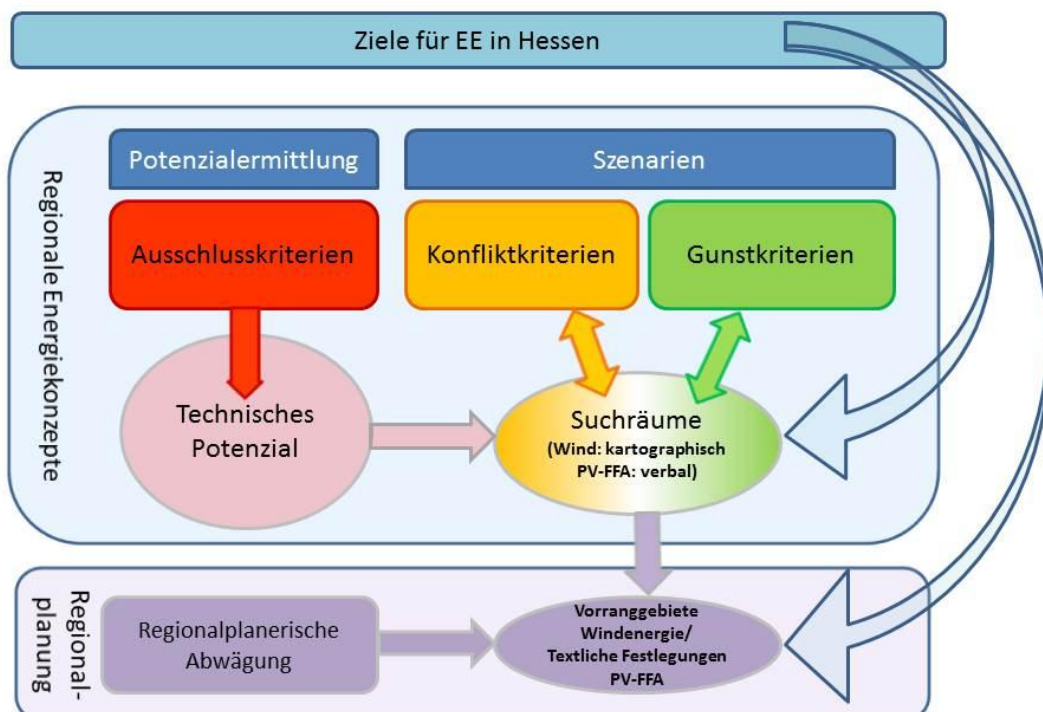 Ziele für EE in Hessen
Regionale Energiekonzepte
Potenzialermittlung
Szenarien
Ausschlusskriterien
Konfliktkriterien
Gunstkriterien
Technisches
Potenzial
Suchräume
(Wind: kartographisch
PV-FFA: verbal)
Regional-
planung
Regionalplanerische
Abwägung
Vorranggebiete
Windenergie/
Textliche Festlegungen
PV-FFA